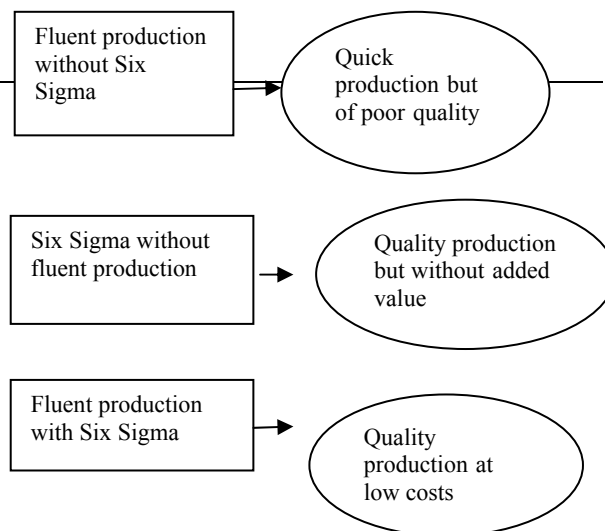 Fluent production
without Six
Sigma
Quick
production but
of poor quality
Six Sigma without
fluent production
Quality production
but without added
value
Fluent production
with Six Sigma
Quality
production at
low costs